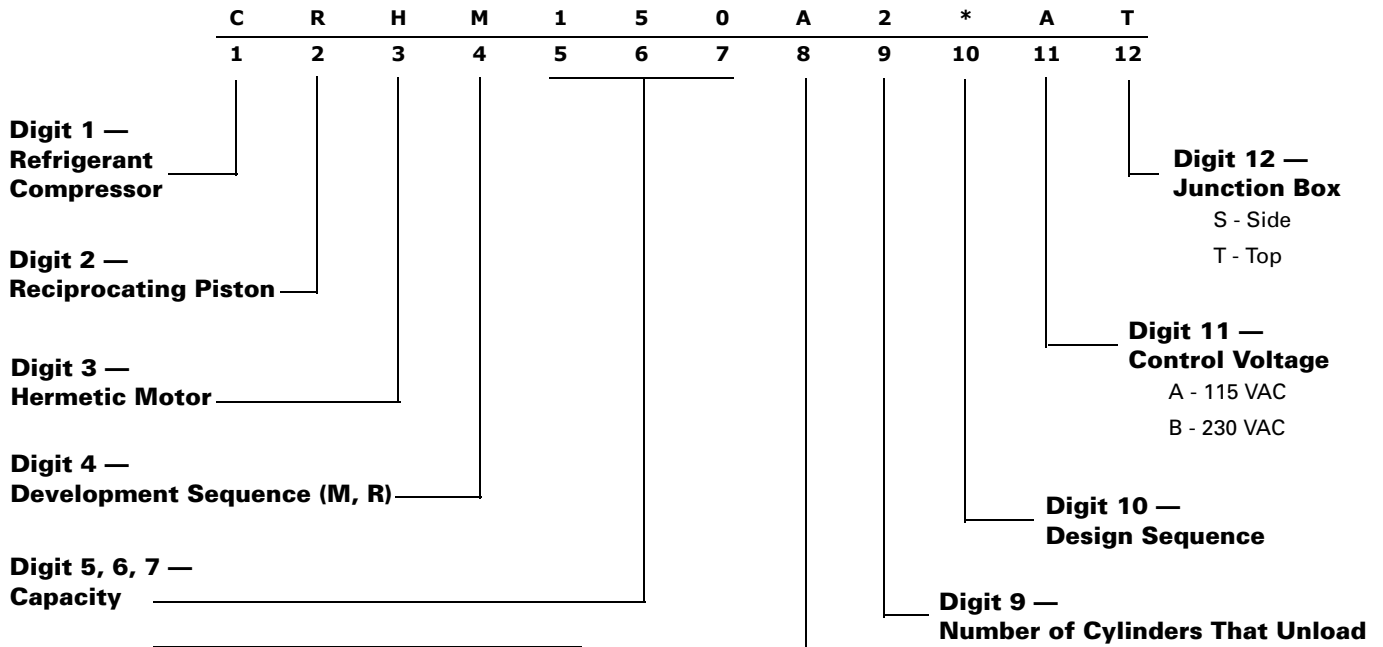 C R H M 1 5 0 A 2 * A T
1 2 3 4 5 6 7 8 9 10 11 12
Digit 1 —
Refrigerant
Compressor
Digit 2 —
Reciprocating Piston
Digit 3 —
Hermetic Motor
Digit 4 —
Development Sequence (M, R)
Digit 5, 6, 7 —
Capacity
Digit 12 —
Junction Box
S - Side
T - Top
Digit 11 —
Control Voltage
A - 115 VAC
B - 230 VAC
Digit 10 —
Design Sequence
Digit 9 —
Number of Cylinders That Unload